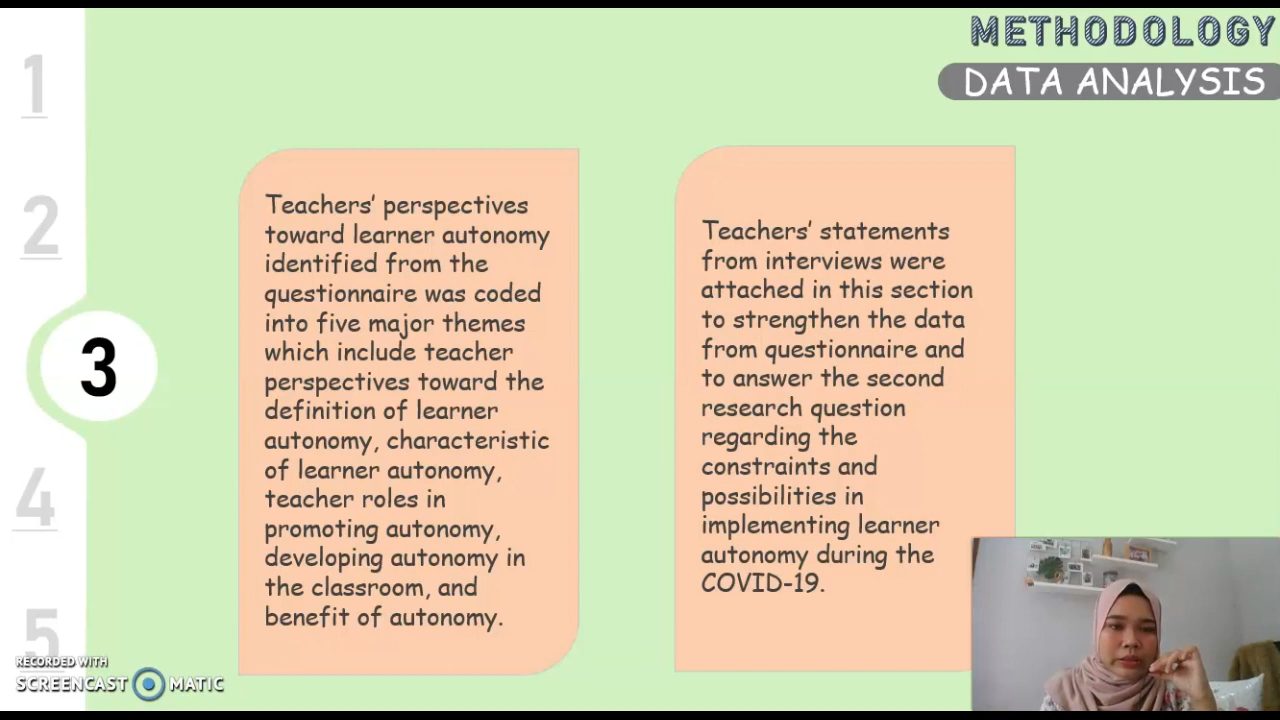 METHODOLOGY
DATA ANALYSIS
1
2
3
4
5
Teachers' perspectives
toward learner autonomy
identified from the
questionnaire was coded
into five major themes
which include teacher
perspectives toward the
definition of learner
autonomy, characteristic
of learner autonomy,
teacher roles in
promoting autonomy,
developing autonomy in
the classroom, and
benefit of autonomy.
Teachers' statements
from interviews were
attached in this section
to strengthen the data
from questionnaire and
to answer the second
research question
regarding the
constraints and
possibilities in
implementing learner
autonomy during the
COVID-19.
RECORDED WITH
SCREENCAST MATIC